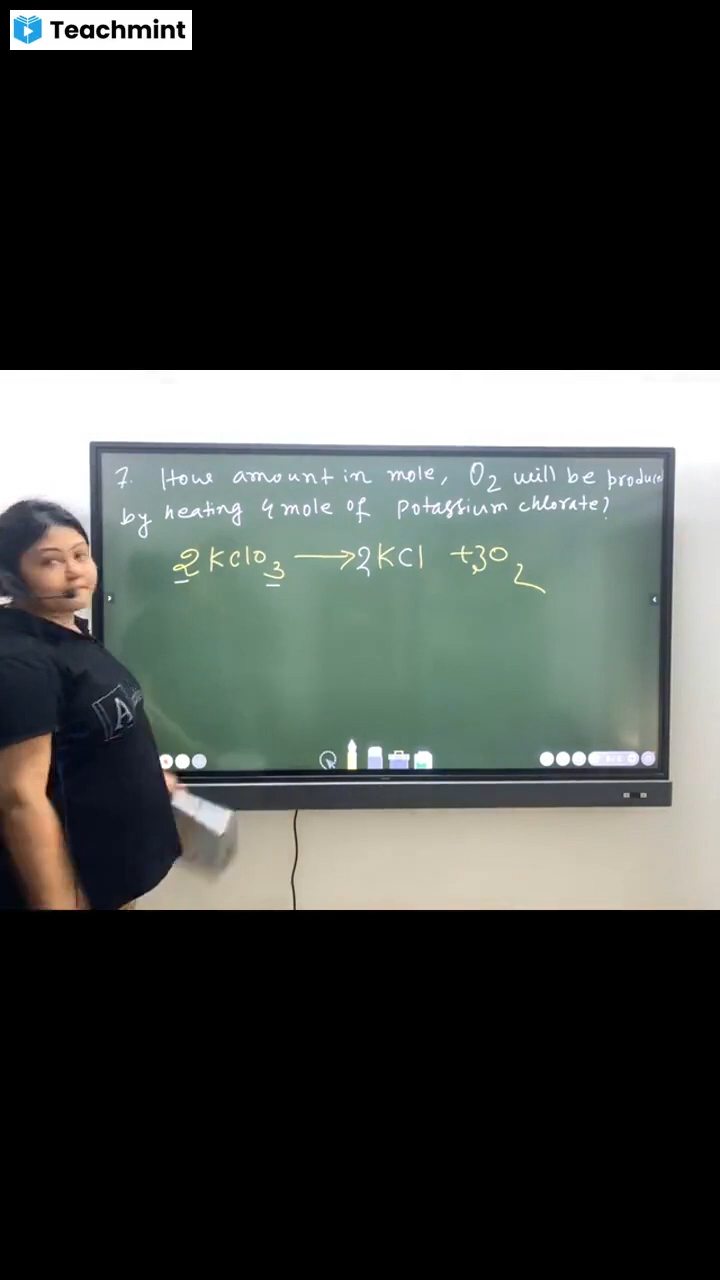 Teachmint
7. How amount in mole, O2 will be produced
by heating 4 mole of potassium chlorate?
2KClO3 ⟶ 2KCl + 3O2
A